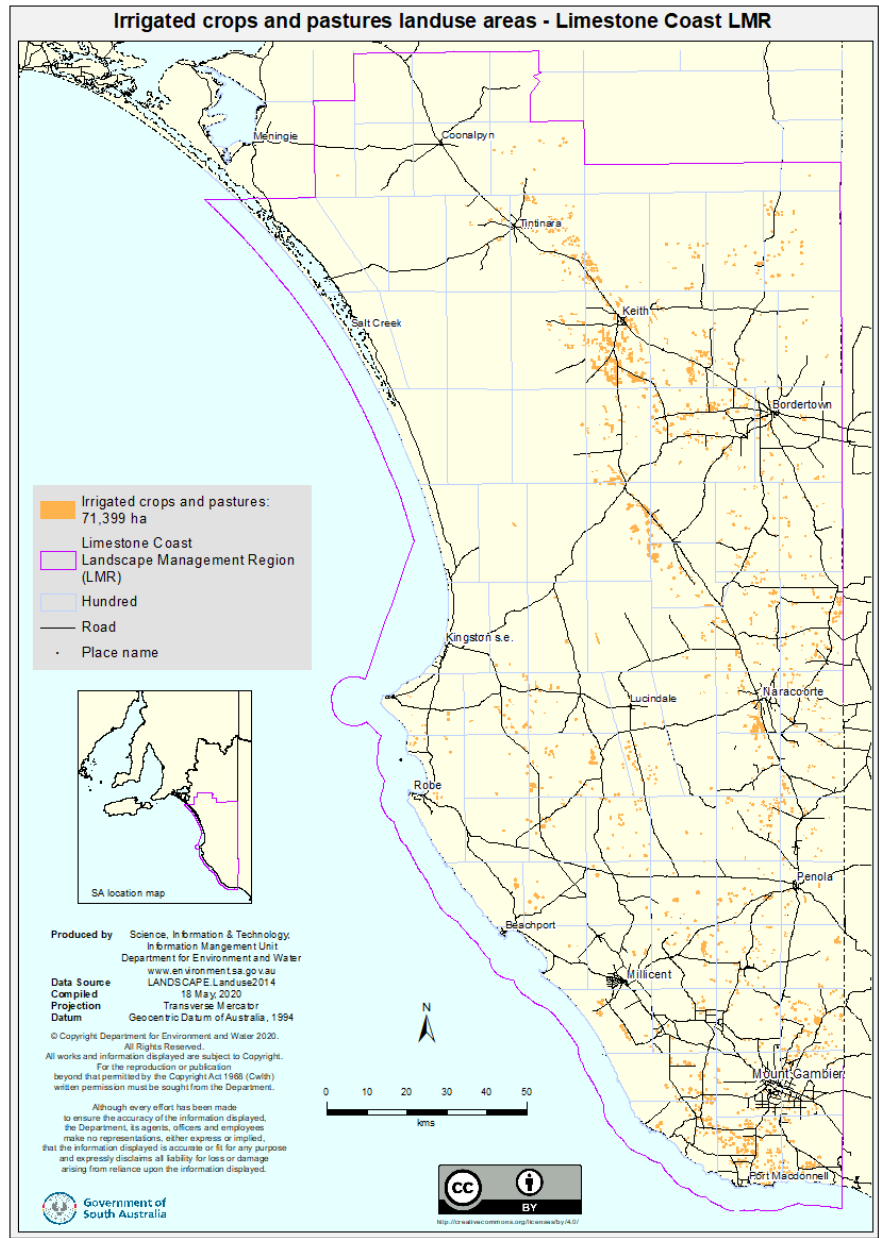 Irrigated crops and pastures landuse areas - Limestone Coast LMR
Meningie
Coonalpyn
Tintinara
Salt Creek
Keith
Bordertown
Irrigated crops and pastures:
71,399 ha
Limestone Coast
Landscape Management Region
(LMR)
Hundred
Road
Place name
Kingston s.e.
Lucindale
Naracoorte
Robe
Penola
Beachport
Millicent
Mount Gambier
Port Macdonnell
SA location map
Produced by Science, Information & Technology,
Information Mangement Unit
Department for Environment and Water
www.environment.sa.gov.au
Data Source LANDSCAPE.Landuse2014
Compiled 18 May, 2020
Projection Transverse Mercator
Datum Geocentric Datum of Australia, 1994
© Copyright Department for Environment and Water 2020.
All Rights Reserved.
All works and information displayed are subject to Copyright.
For the reproduction or publication
beyond that permitted by the Copyright Act 1968 (Cwlth)
written permission must be sought from the Department.
Although every effort has been made
to ensure the accuracy of the information displayed,
the Department, its agents, officers and employees
make no representations, either express or implied,
that the information displayed is accurate or fit for any purpose
and expressly disclaims all liability for loss or damage
arising from reliance upon the information displayed.
N
0 10 20 30 40 50
kms
Government of
South Australia
cc
BY
http://creativecommons.org/licenses/by/4.0/